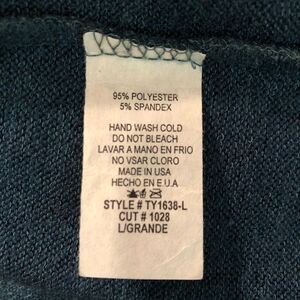 95% POLYESTER
5% SPANDEX
HAND WASH COLD
DO NOT BLEACH
LAVAR A MANO EN FRIO
NO VSAR CLORO
MADE IN USA
HECHO EN E.U.A
STYLE # TY1638-L
CUT # 1028
L/GRANDE